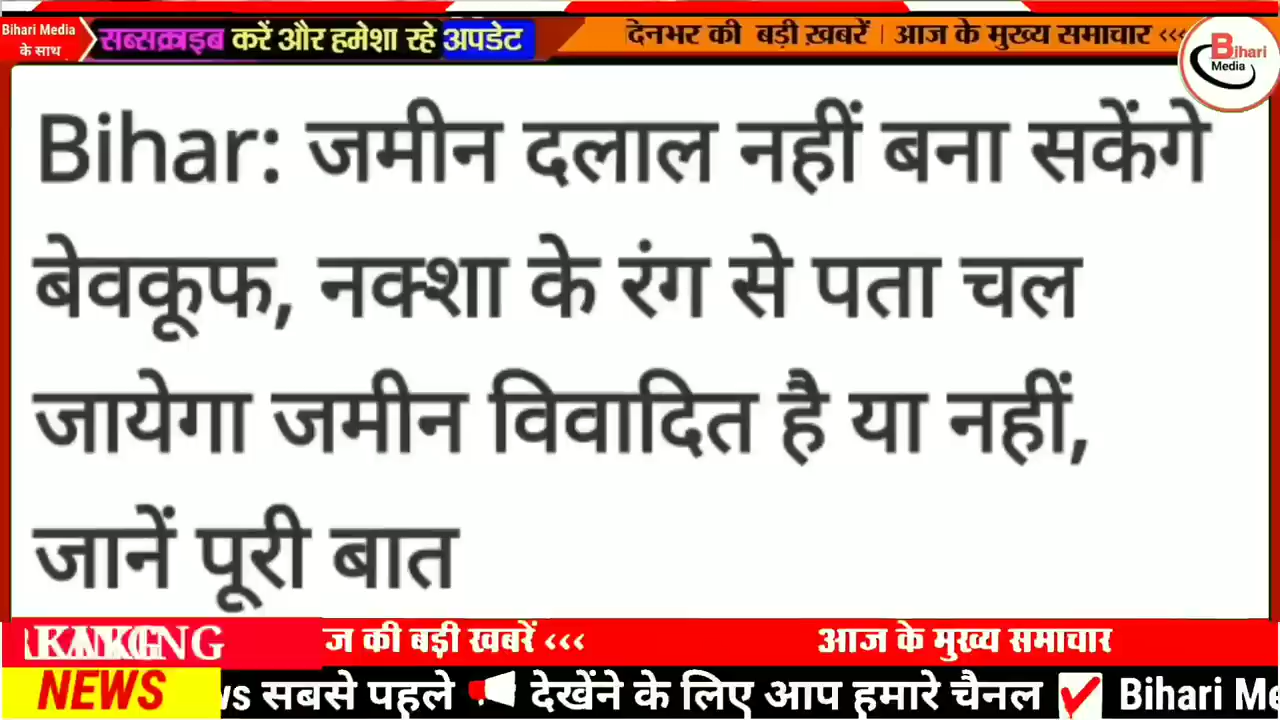 Bihari Media
के साथ
सब्सक्राइब करें और हमेशा रहे अपडेट
देनभर की बड़ी ख़बरें | आज के मुख्य समाचार ‹‹‹
Bihari
Media
Bihar: जमीन दलाल नहीं बना सकेंगे
बेवकूफ, नक्शा के रंग से पता चल
जायेगा जमीन विवादित है या नहीं,
जानें पूरी बात
ज की बड़ी खबरें ‹‹‹ आज के मुख्य समाचार
NEWS
सबसे पहले देखेंने के लिए आप हमारे चैनल Bihari